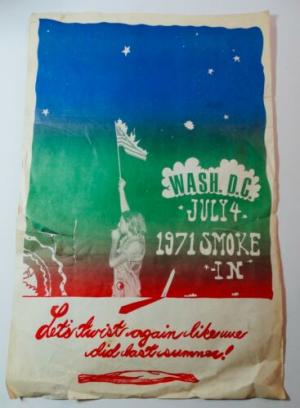 WASH. D.C.
JULY 4
1971 SMOKE
-IN
Let's twist again like we
did last summer!